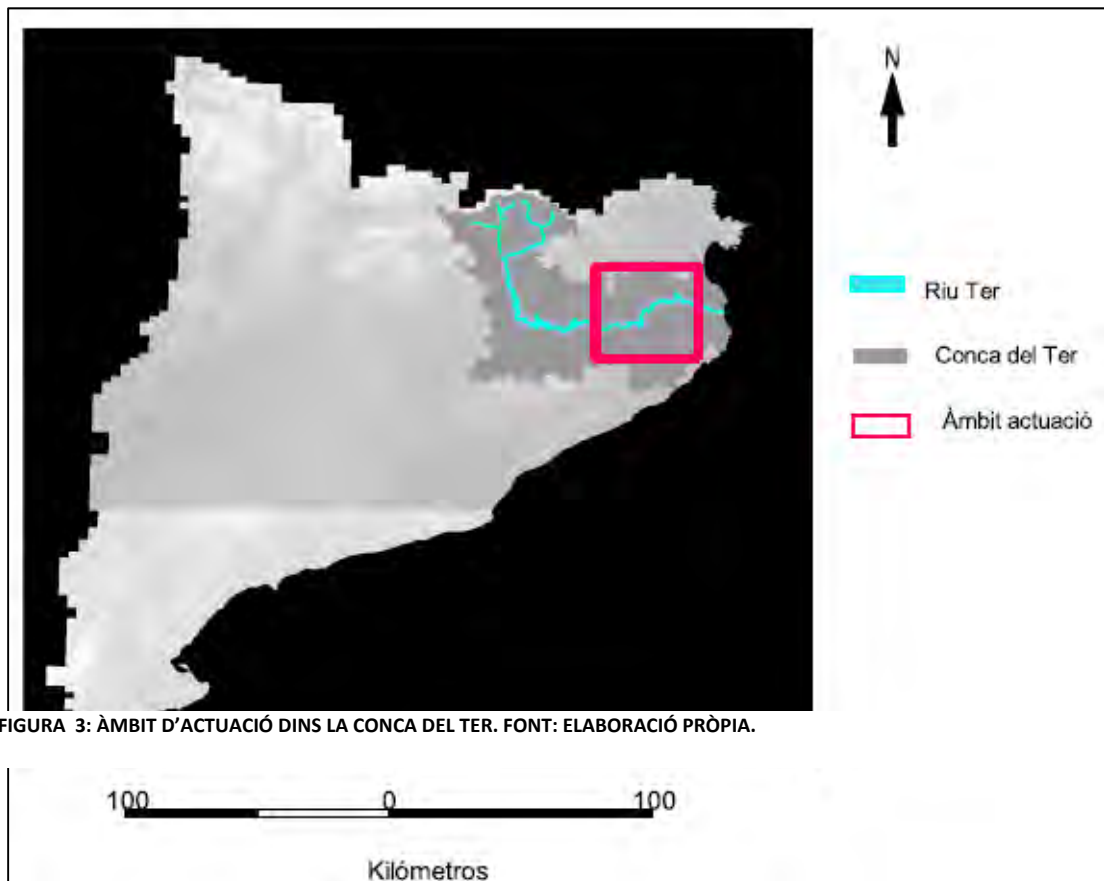 N
Riu Ter
Conca del Ter
Àmbit actuació
FIGURA 3: ÀMBIT D’ACTUACIÓ DINS LA CONCA DEL TER. FONT: ELABORACIÓ PRÒPIA.
100 0 100
Kilómetros